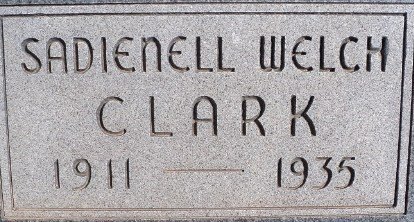 SADIENELL WELCH
CLARK
1911 — 1935